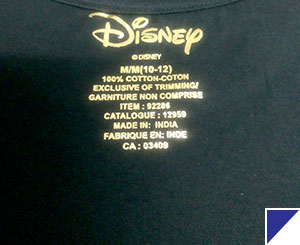 Disney
© DISNEY
M/M(10-12)
100% COTTON-COTON
EXCLUSIVE OF TRIMMING/
GARNITURE NON COMPRISE
ITEM : 92286
CATALOGUE : 12959
MADE IN: INDIA
FABRIQUE EN: INDE
CA : 03409